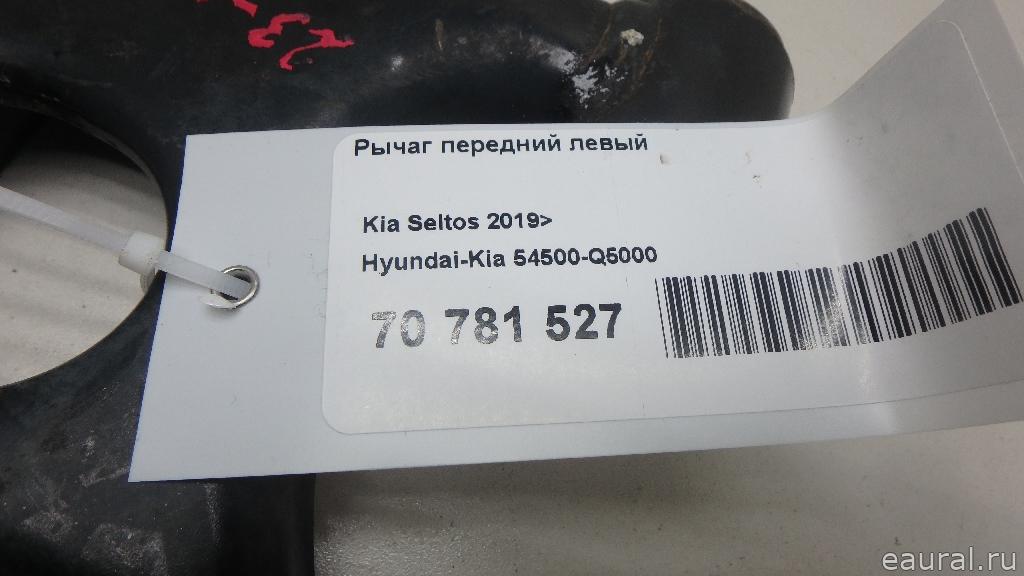 Рычаг передний левый
Kia Seltos 2019>
Hyundai-Kia 54500-Q5000
70 781 527
eaural.ru